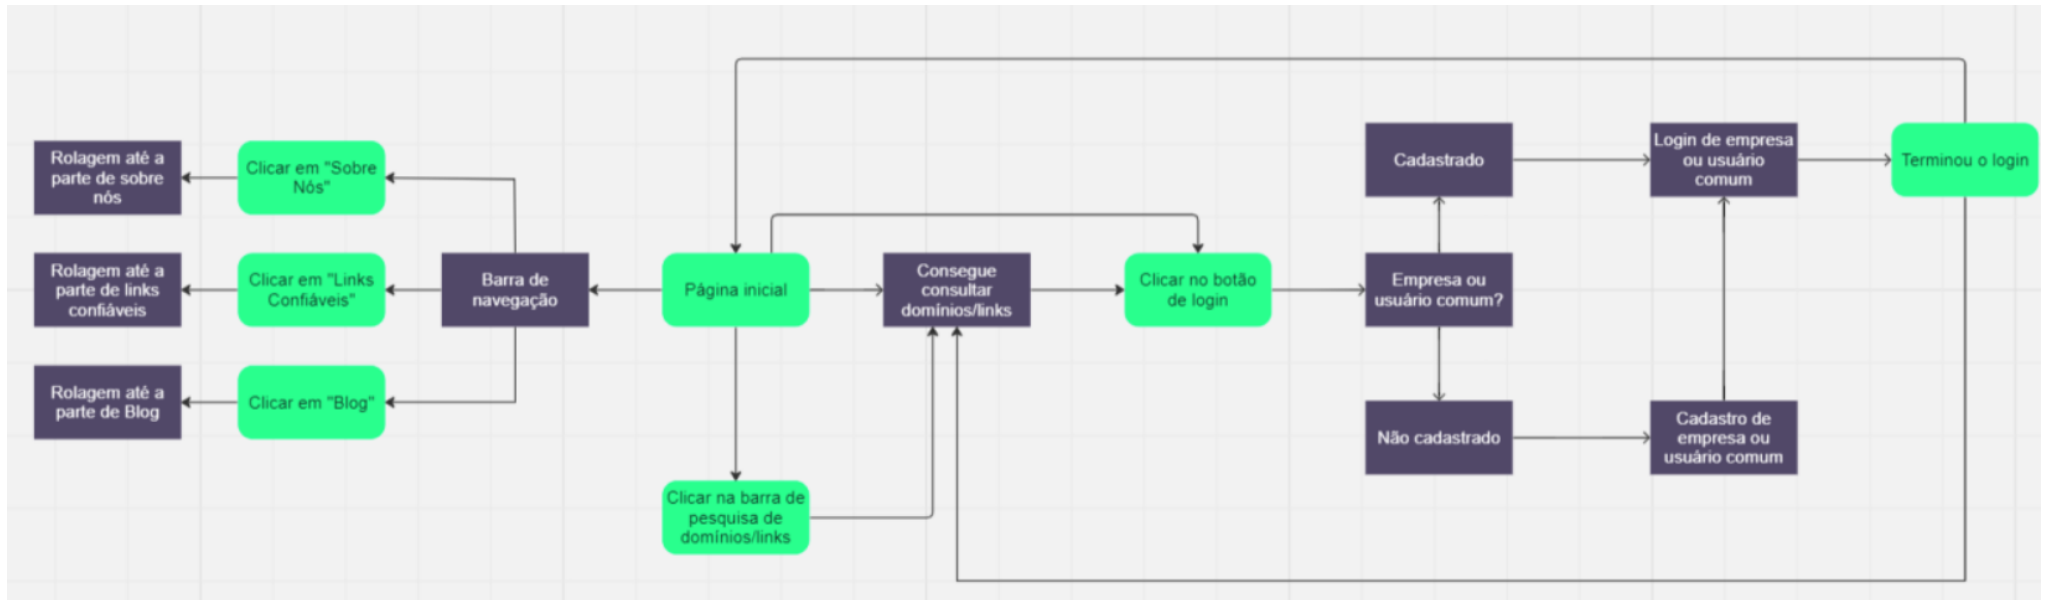 Rolagem até a
parte de sobre
nós
Clicar em "Sobre
Nós"
Rolagem até a
parte de links
confiáveis
Clicar em "Links
Confiáveis"
Rolagem até a
parte de Blog
Clicar em "Blog"
Barra de
navegação
Página inicial
Clicar na barra de
pesquisa de
domínios/links
Consegue
consultar
domínios/links
Clicar no botão
de login
Empresa ou
usuário comum?
Cadastrado
Não cadastrado
Login de empresa
ou usuário
comum
Cadastro de
empresa ou
usuário comum
Terminou o login